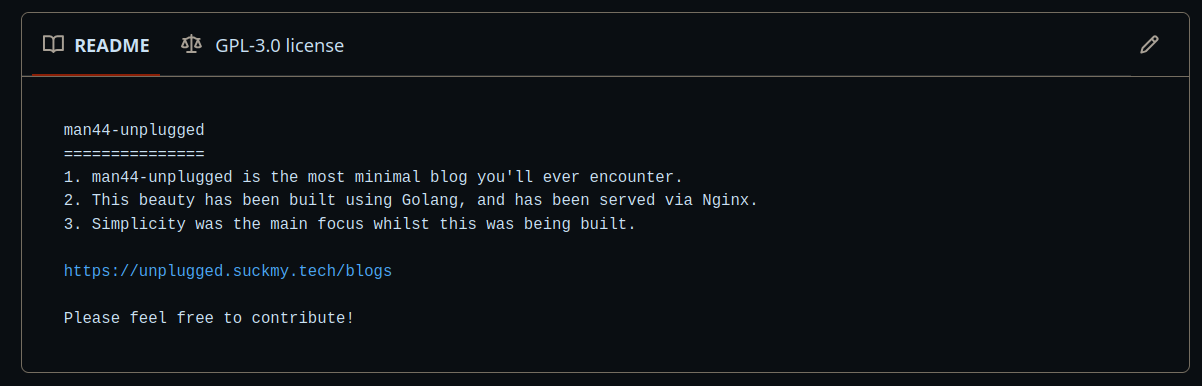 README
GPL-3.0 license
man44-unplugged
===============
1. man44-unplugged is the most minimal blog you'll ever encounter.
2. This beauty has been built using Golang, and has been served via Nginx.
3. Simplicity was the main focus whilst this was being built.
https://unplugged.suckmy.tech/blogs
Please feel free to contribute!